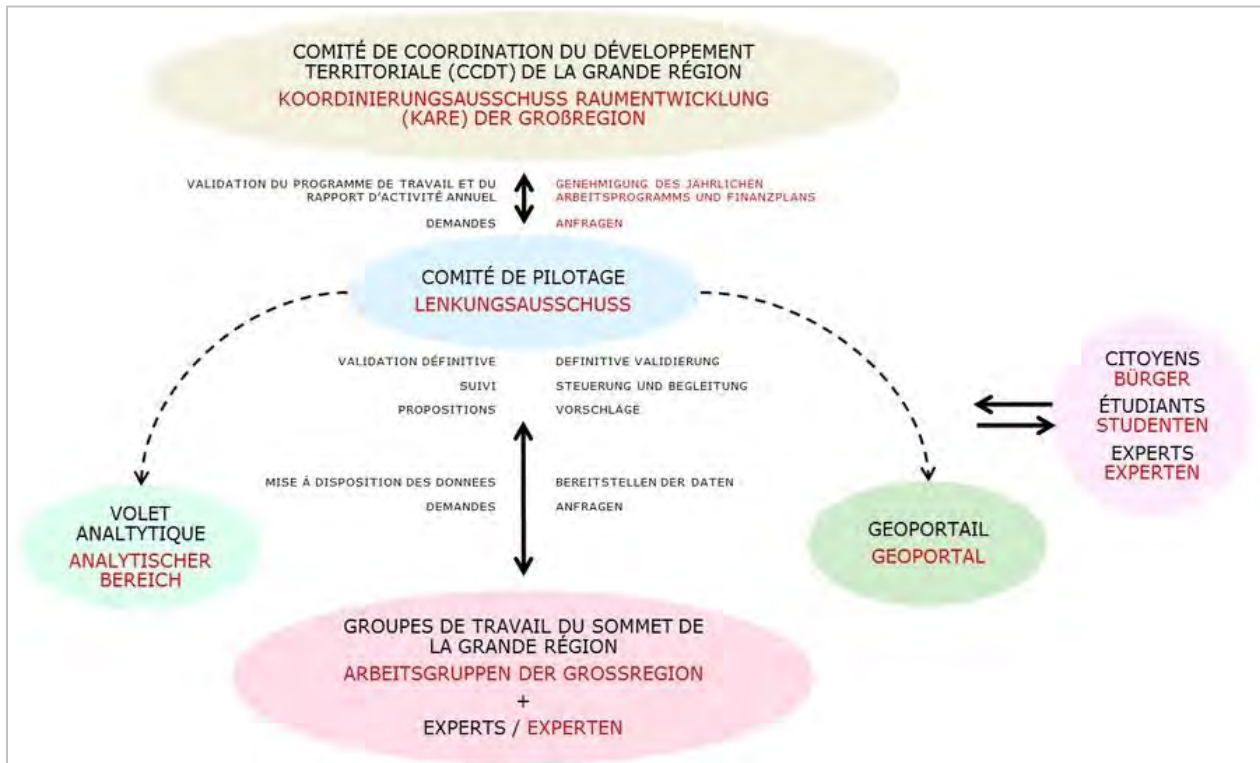 COMITÉ DE COORDINATION DU DÉVELOPPEMENT
TERRITORIALE (CCDT) DE LA GRANDE RÉGION
KOORDINIERUNGSAUSSCHUSS RAUMENTWICKLUNG
(KARE) DER GROßREGION
VALIDATION DU PROGRAMME DE TRAVAIL ET DU
RAPPORT D'ACTIVITÉ ANNUEL
GENEHMIGUNG DES JÄHRLICHEN
ARBEITSPROGRAMMS UND FINANZPLANS
DEMANDES
ANFRAGEN
COMITÉ DE PILOTAGE
LENKUNGSAUSSCHUSS
VALIDATION DÉFINITIVE
DEFINITIVE VALIDIERUNG
SUIVI
STEUERUNG UND BEGLEITUNG
PROPOSITIONS
VORSCHLÄGE
CITOYENS
BÜRGER
ÉTUDIANTS
STUDENTEN
EXPERTS
EXPERTEN
MISE À DISPOSITION DES DONNEES
BEREITSTELLEN DER DATEN
DEMANDES
ANFRAGEN
VOLET
ANALTYTIQUE
ANALYTISCHER
BEREICH
GEOPORTAIL
GEOPORTAL
GROUPES DE TRAVAIL DU SOMMET DE
LA GRANDE RÉGION
ARBEITSGRUPPEN DER GROSSREGION
+
EXPERTS / EXPERTEN